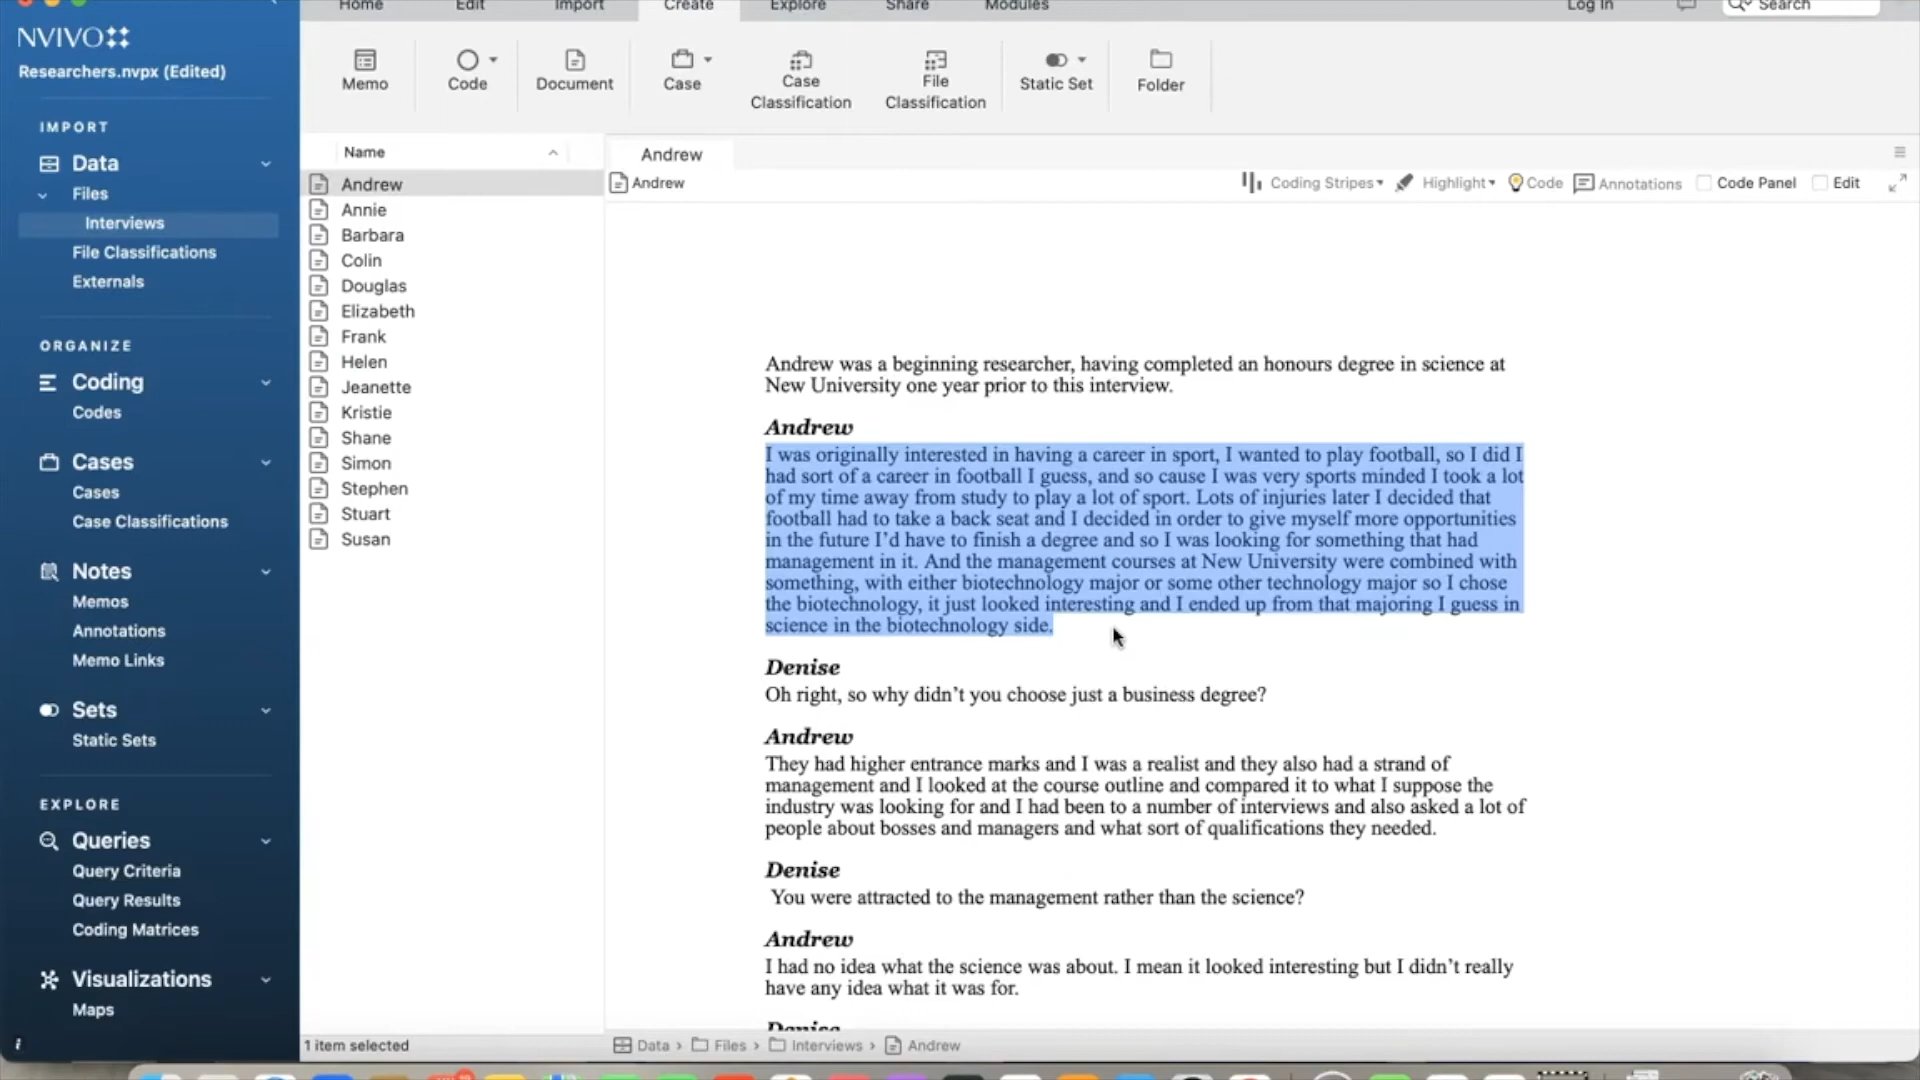 Home Edit Import Create Explore Share Modules Log In Search
NVIVO
Researchers.nvpx (Edited)
Memo Code Document Case Case Classification File Classification Static Set Folder
IMPORT
Data
Files
Interviews
File Classifications
Externals
ORGANIZE
Coding
Codes
Cases
Cases
Case Classifications
Notes
Memos
Annotations
Memo Links
Sets
Static Sets
EXPLORE
Queries
Query Criteria
Query Results
Coding Matrices
Visualizations
Maps
Name
Andrew
Annie
Barbara
Colin
Douglas
Elizabeth
Frank
Helen
Jeanette
Kristie
Shane
Simon
Stephen
Stuart
Susan
1 item selected
Andrew
Andrew Coding Stripes Highlight Code Annotations Code Panel Edit
Andrew was a beginning researcher, having completed an honours degree in science at
New University one year prior to this interview.
Andrew
I was originally interested in having a career in sport, I wanted to play football, so I did I
had sort of a career in football I guess, and so cause I was very sports minded I took a lot
of my time away from study to play a lot of sport. Lots of injuries later I decided that
football had to take a back seat and I decided in order to give myself more opportunities
in the future I’d have to finish a degree and so I was looking for something that had
management in it. And the management courses at New University were combined with
something, with either biotechnology major or some other technology major so I chose
the biotechnology, it just looked interesting and I ended up from that majoring I guess in
science in the biotechnology side.
Denise
Oh right, so why didn’t you choose just a business degree?
Andrew
They had higher entrance marks and I was a realist and they also had a strand of
management and I looked at the course outline and compared it to what I suppose the
industry was looking for and I had been to a number of interviews and also asked a lot of
people about bosses and managers and what sort of qualifications they needed.
Denise
You were attracted to the management rather than the science?
Andrew
I had no idea what the science was about. I mean it looked interesting but I didn’t really
have any idea what it was for.
Denise
Data › Files › Interviews › Andrew